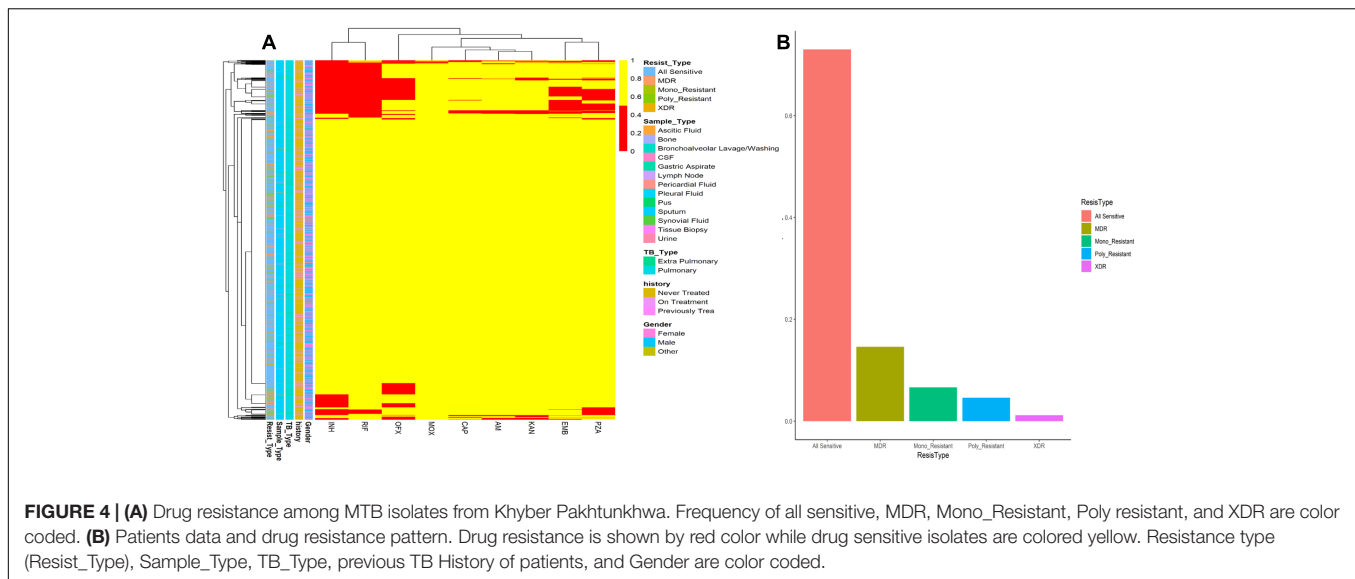 A
Resist_Type
All Sensitive
MDR
Mono_Resistant
Poly_Resistant
XDR
Sample_Type
Ascitic Fluid
Bone
Bronchoalveolar Lavage/Washing
CSF
Gastric Aspirate
Lymph Node
Pericardial Fluid
Pleural Fluid
Pus
Sputum
Synovial Fluid
Tissue Biopsy
Urine
TB_Type
Extra Pulmonary
Pulmonary
history
Never Treated
On Treatment
Previously Trea
Gender
Female
Male
Other
1
0.8
0.6
0.4
0.2
0
Resist_Type
Sample_Type
TB_Type
history
Gender
INH
RIF
OFX
MOX
CAP
AM
KAN
EMB
PZA
B
0.6
0.4
0.2
0.0
All Sensitive
MDR
Mono_Resistant
Poly_Resistant
XDR
ResisType
ResisType
All Sensitive
MDR
Mono_Resistant
Poly_Resistant
XDR
FIGURE 4 | (A) Drug resistance among MTB isolates from Khyber Pakhtunkhwa. Frequency of all sensitive, MDR, Mono_Resistant, Poly resistant, and XDR are color
coded. (B) Patients data and drug resistance pattern. Drug resistance is shown by red color while drug sensitive isolates are colored yellow. Resistance type
(Resist_Type), Sample_Type, TB_Type, previous TB History of patients, and Gender are color coded.